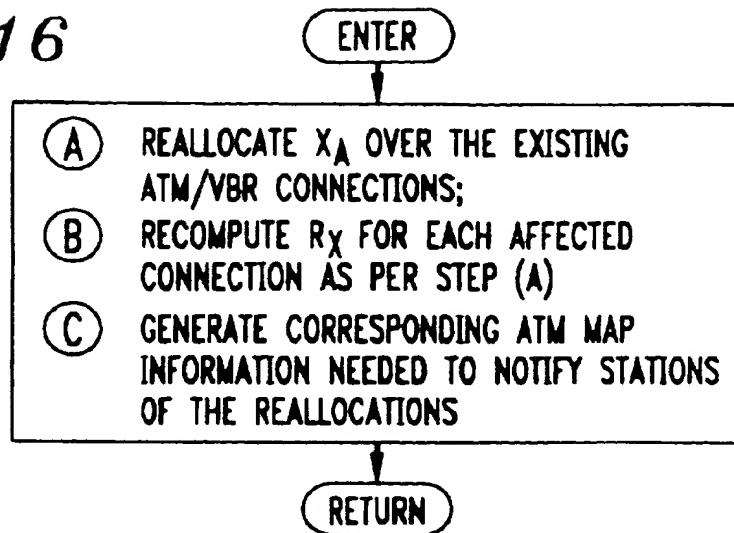 16
ENTER
A REALLOCATE XA OVER THE EXISTING
ATM/VBR CONNECTIONS;
B RECOMPUTE RX FOR EACH AFFECTED
CONNECTION AS PER STEP (A)
C GENERATE CORRESPONDING ATM MAP
INFORMATION NEEDED TO NOTIFY STATIONS
OF THE REALLOCATIONS
RETURN